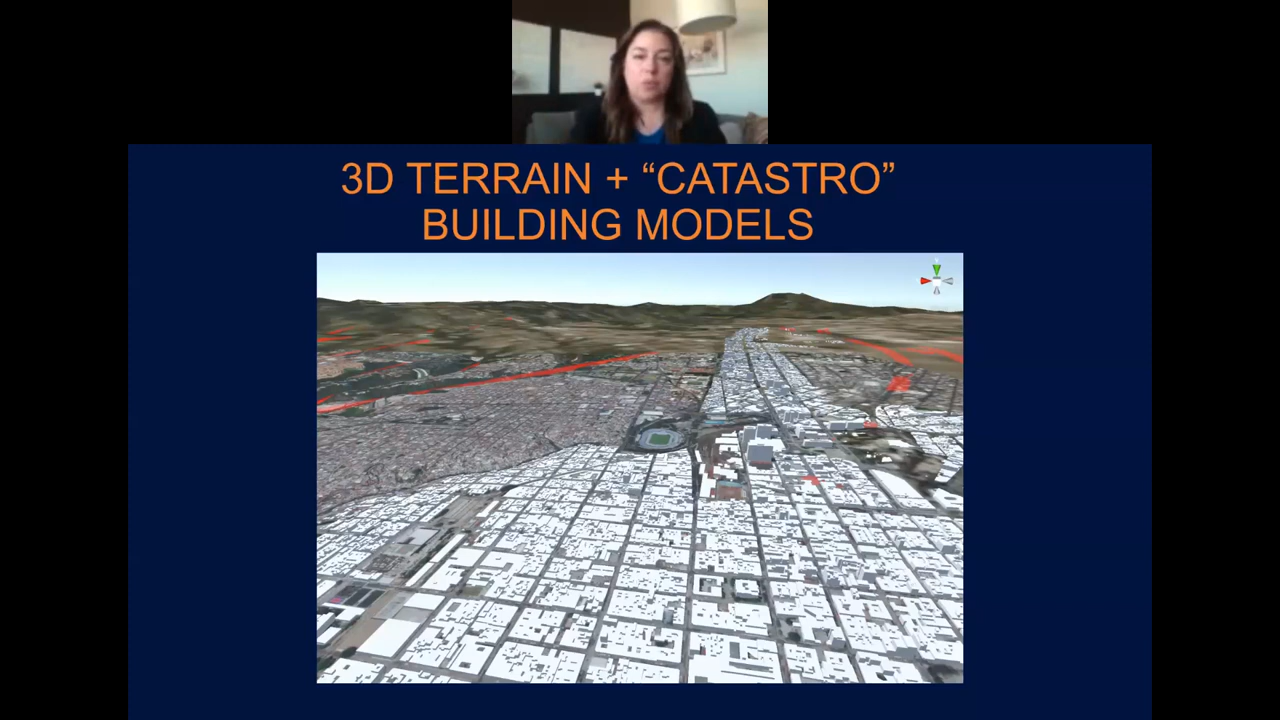 3D TERRAIN + “CATASTRO”
BUILDING MODELS